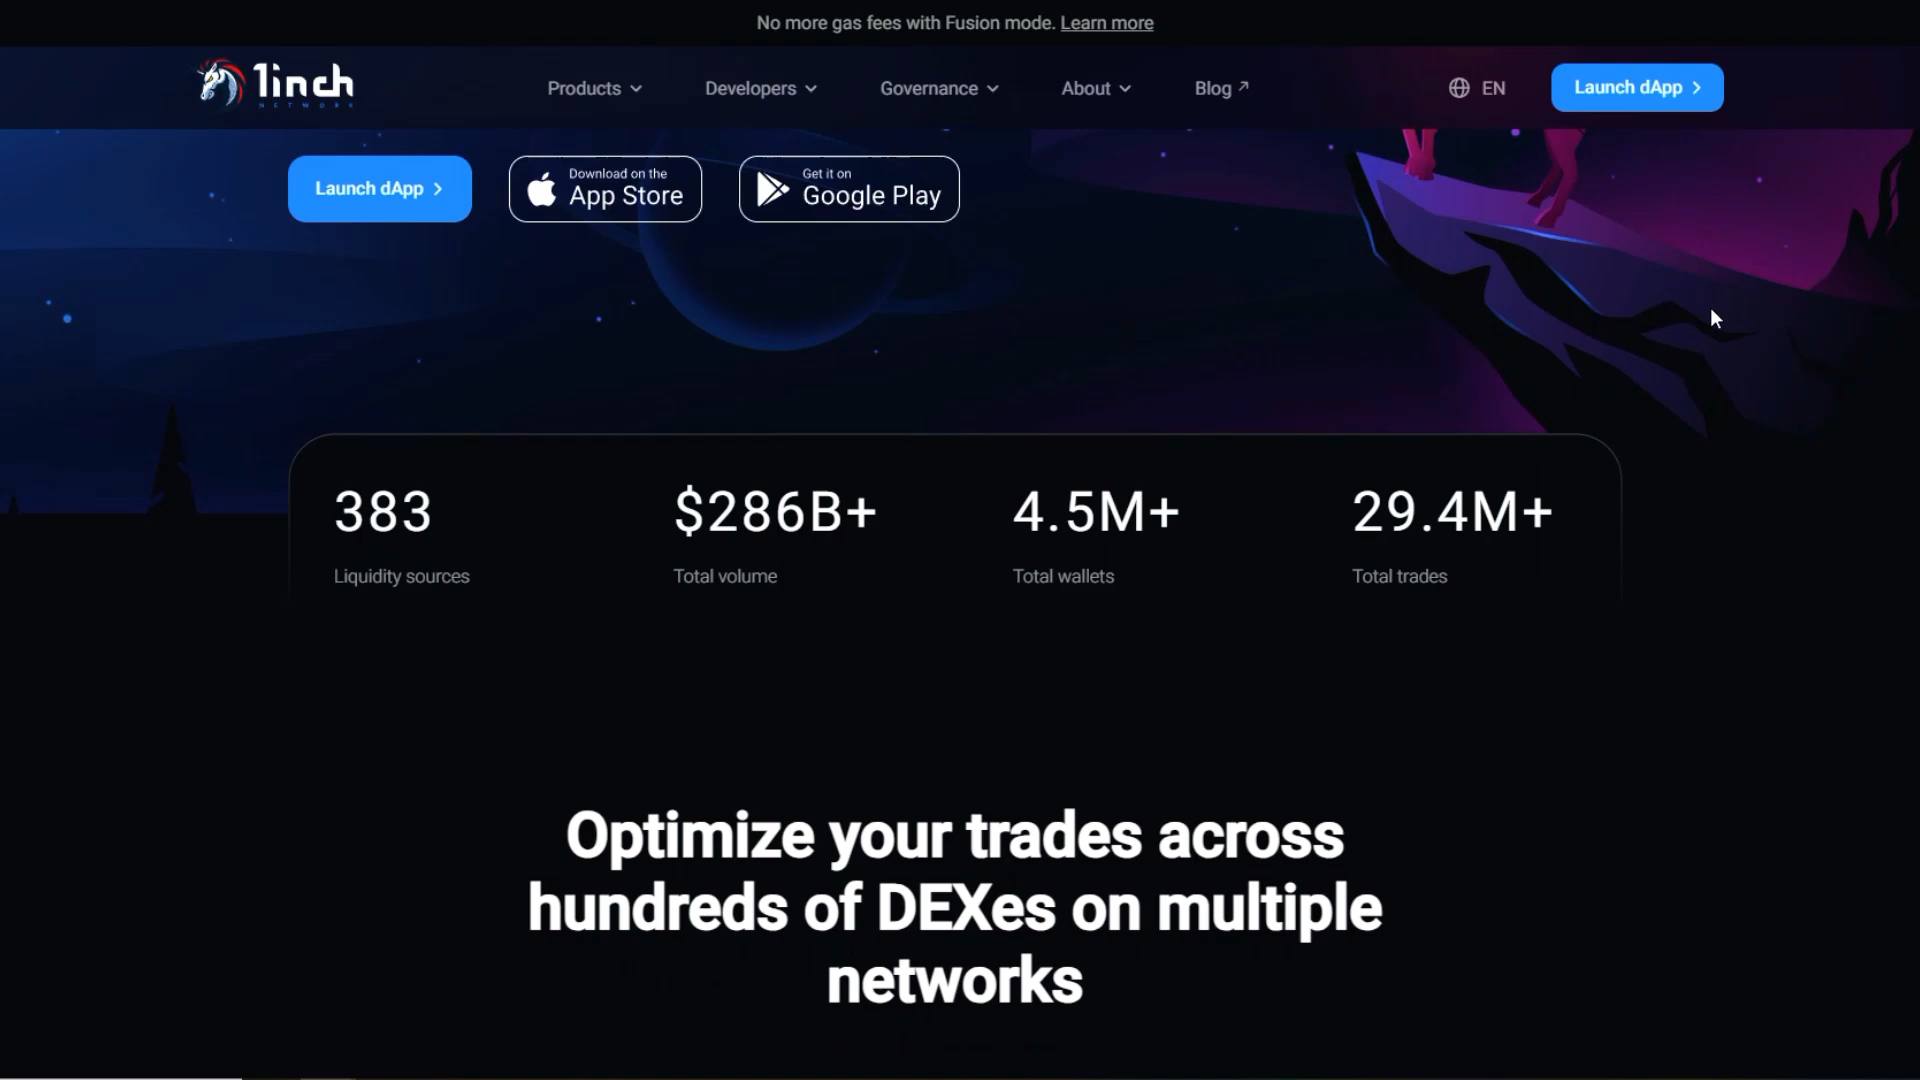 No more gas fees with Fusion mode. Learn more
1inch
NETWORK
Products
Developers
Governance
About
Blog
EN
Launch dApp
Launch dApp
Download on the
App Store
Get it on
Google Play
383
$286B+
4.5M+
29.4M+
Liquidity sources
Total volume
Total wallets
Total trades
Optimize your trades across
hundreds of DEXes on multiple
networks